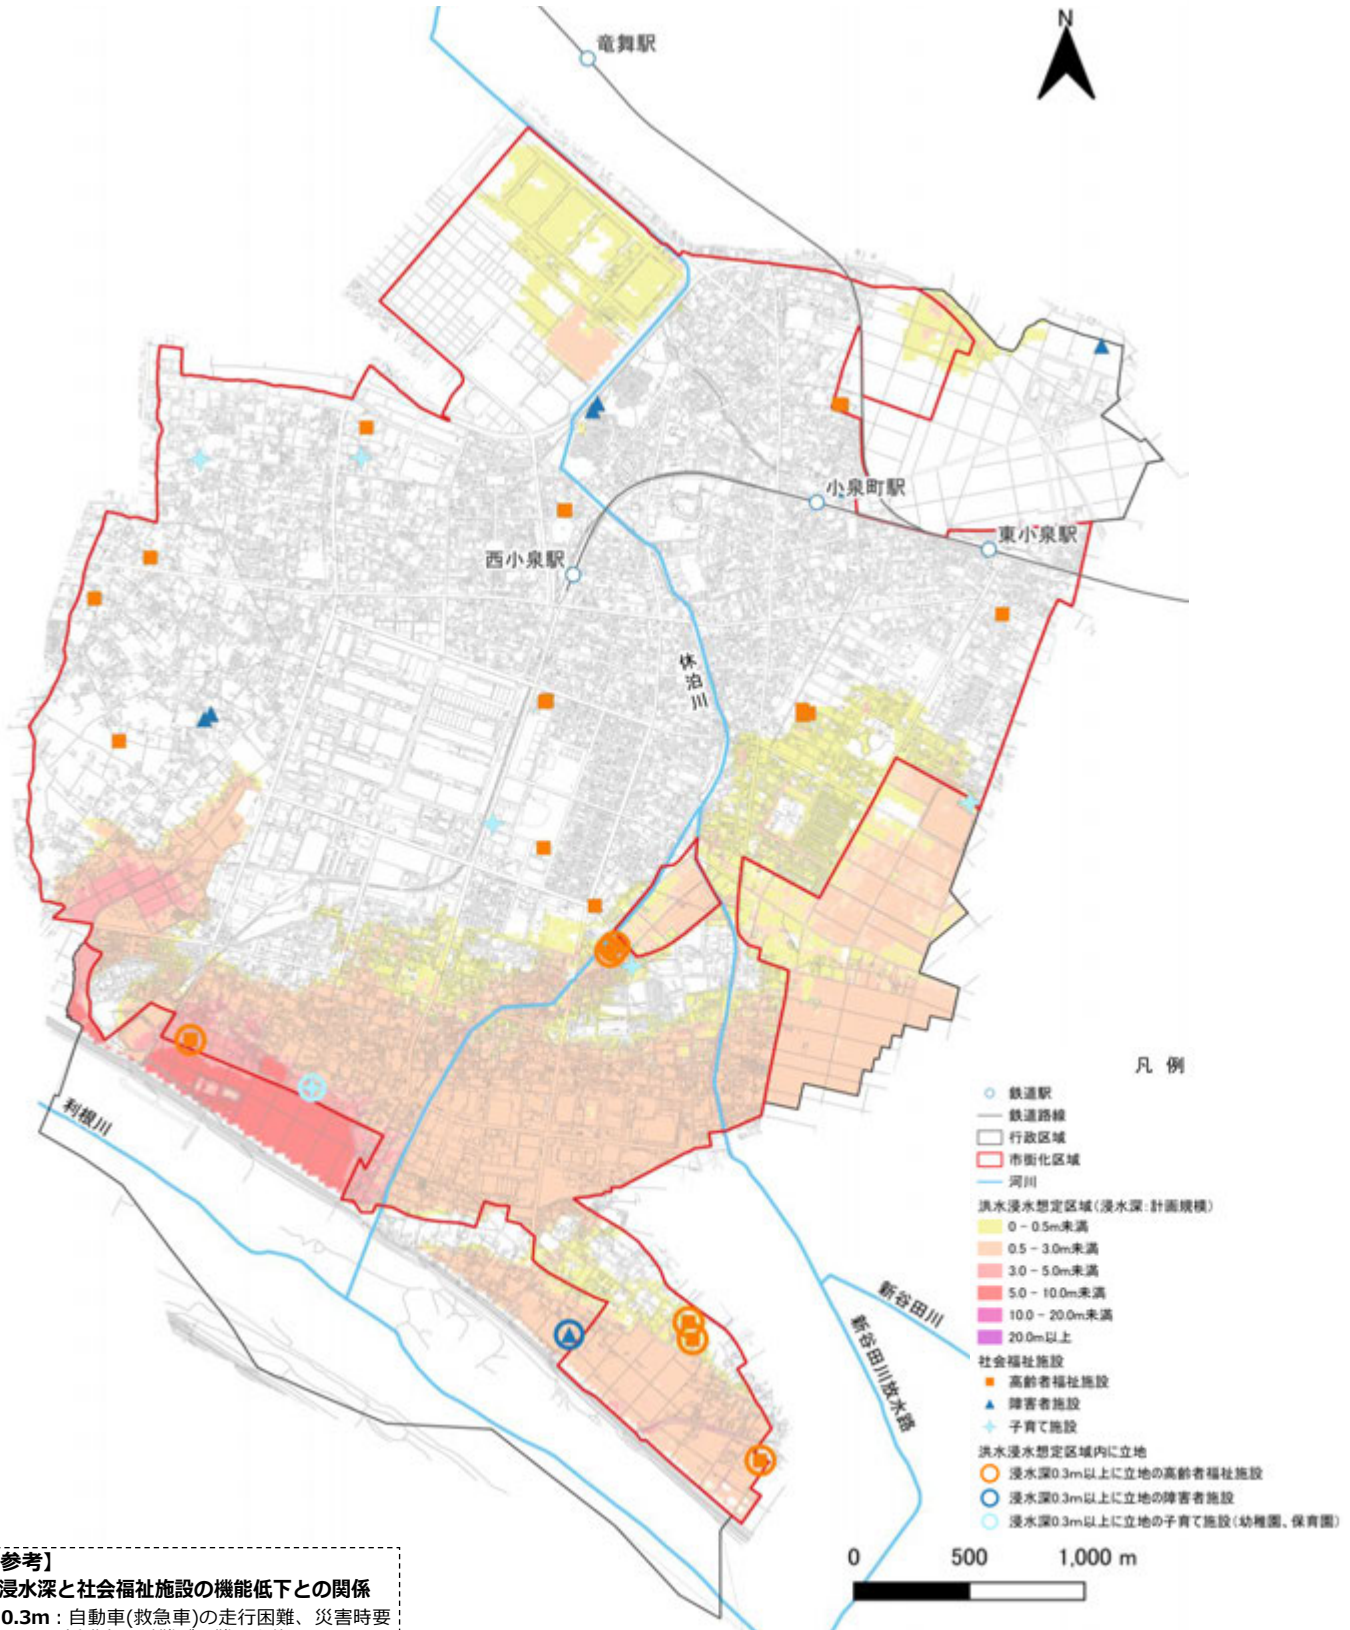 N
竜舞駅
小泉町駅
東小泉駅
西小泉駅
休泊川
利根川
新谷田川
新谷田川放水路
凡 例
鉄道駅
鉄道路線
行政区域
市街化区域
河川
洪水浸水想定区域(浸水深:計画規模)
0 - 0.5m未満
0.5 - 3.0m未満
3.0 - 5.0m未満
5.0 - 10.0m未満
10.0 - 20.0m未満
20.0m以上
社会福祉施設
高齢者福祉施設
障害者施設
子育て施設
洪水浸水想定区域内に立地
浸水深0.3m以上に立地の高齢者福祉施設
浸水深0.3m以上に立地の障害者施設
浸水深0.3m以上に立地の子育て施設(幼稚園、保育園)
0 500 1,000 m
参考】
浸水深と社会福祉施設の機能低下との関係
0.3m：自動車(救急車)の走行困難、災害時要